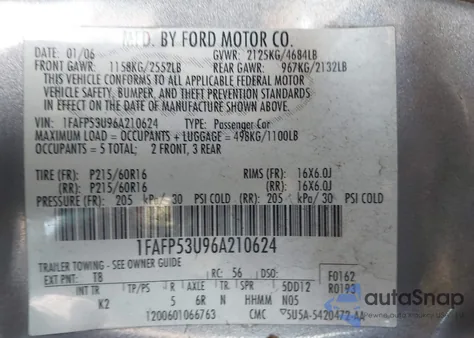 MFD. BY FORD MOTOR CO.
DATE: 01/06 GVWR: 2125KG/4684LB
FRONT GAWR: 1158KG/2552LB REAR GAWR: 967KG/2132LB
THIS VEHICLE CONFORMS TO ALL APPLICABLE FEDERAL MOTOR
VEHICLE SAFETY, BUMPER, AND THEFT PREVENTION STANDARDS
IN EFFECT ON THE DATE OF MANUFACTURE SHOWN ABOVE.
VIN: 1FAFP53U96A210624 TYPE: Passenger Car
MAXIMUM LOAD = OCCUPANTS + LUGGAGE = 498KG/1100LB
OCCUPANTS = 5 TOTAL; 2 FRONT, 3 REAR
TIRE (FR): P215/60R16 RIMS (FR): 16X6.0J
(RR): P215/60R16 (RR): 16X6.0J
PRESSURE (FR): 205 kPa/ 30 PSI COLD (RR): 205 kPa/ 30 PSI COLD
1FAFP53U96A210624
TRAILER TOWING - SEE OWNER GUIDE
EXT PNT: T8 RC: 56 DSO: F0162
INT TR TP/PS R AXLE TR SPR 5DD12 R0193
K2 5 6R N HHMM N05
1200601066763 CMC 5U5A-5420472-AA
autoSnap